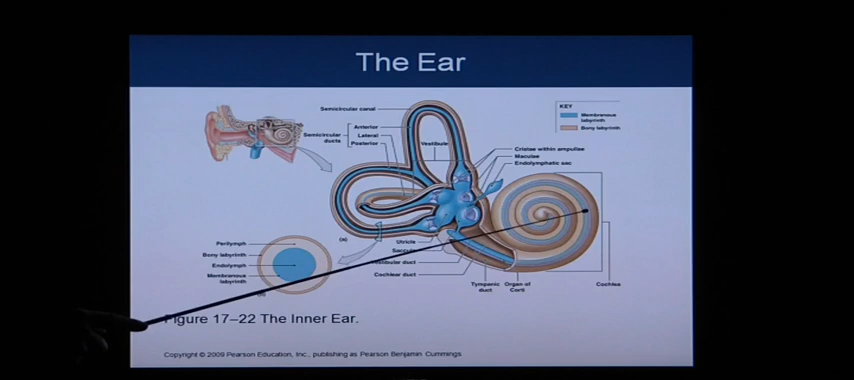 The Ear
Semicircular canal
Semicircular
ducts
Anterior
Lateral
Posterior
Vestibule
KEY
Membranous
labyrinth
Bony labyrinth
Cristae within ampullae
Maculae
Endolymphatic sac
(a)
Perilymph
Bony labyrinth
Endolymph
Membranous
labyrinth
Utricle
Saccule
duct
Cochlear duct
Tympanic
duct
Organ of
Corti
Cochlea
Figure 17–22 The Inner Ear.
Copyright © 2009 Pearson Education, Inc., publishing as Pearson Benjamin Cummings